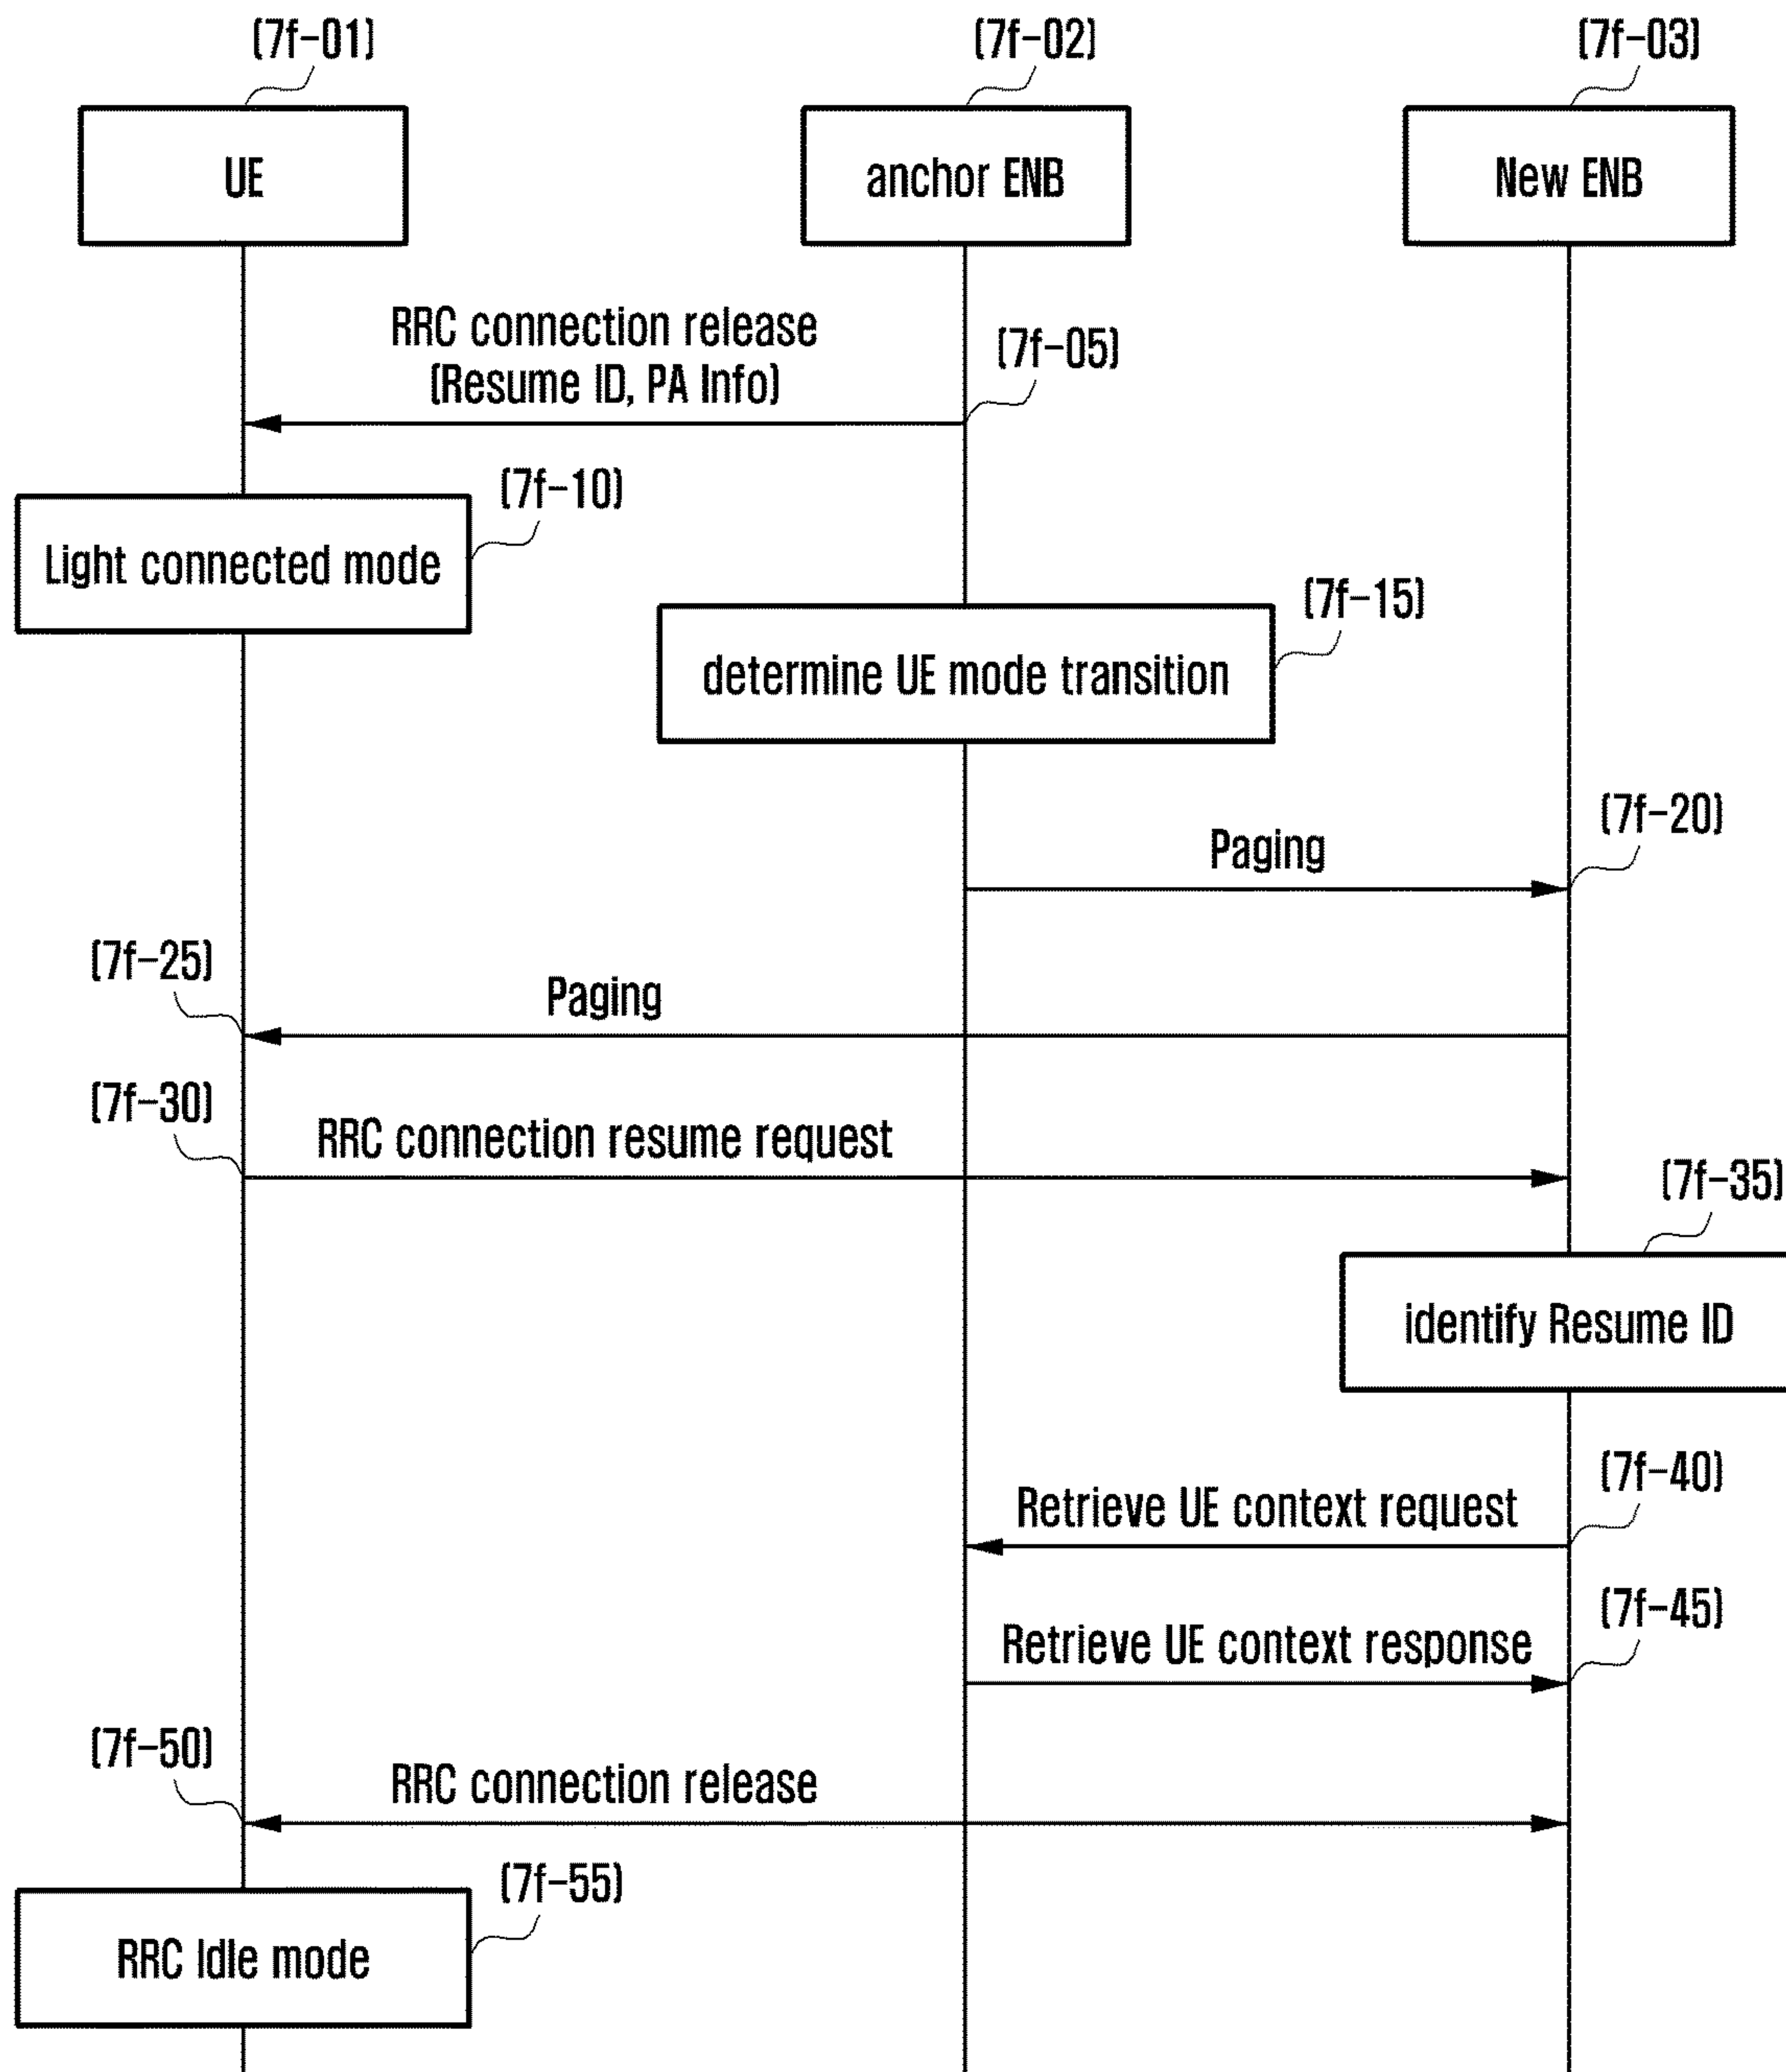 (7f-01)
(7f-02)
(7f-03)
UE
anchor ENB
New ENB
RRC connection release
(Resume ID, PA Info)
(7f-05)
(7f-10)
Light connected mode
(7f-15)
determine UE mode transition
(7f-20)
Paging
(7f-25)
Paging
(7f-30)
RRC connection resume request
(7f-35)
identify Resume ID
(7f-40)
Retrieve UE context request
(7f-45)
Retrieve UE context response
(7f-50)
RRC connection release
(7f-55)
RRC Idle mode